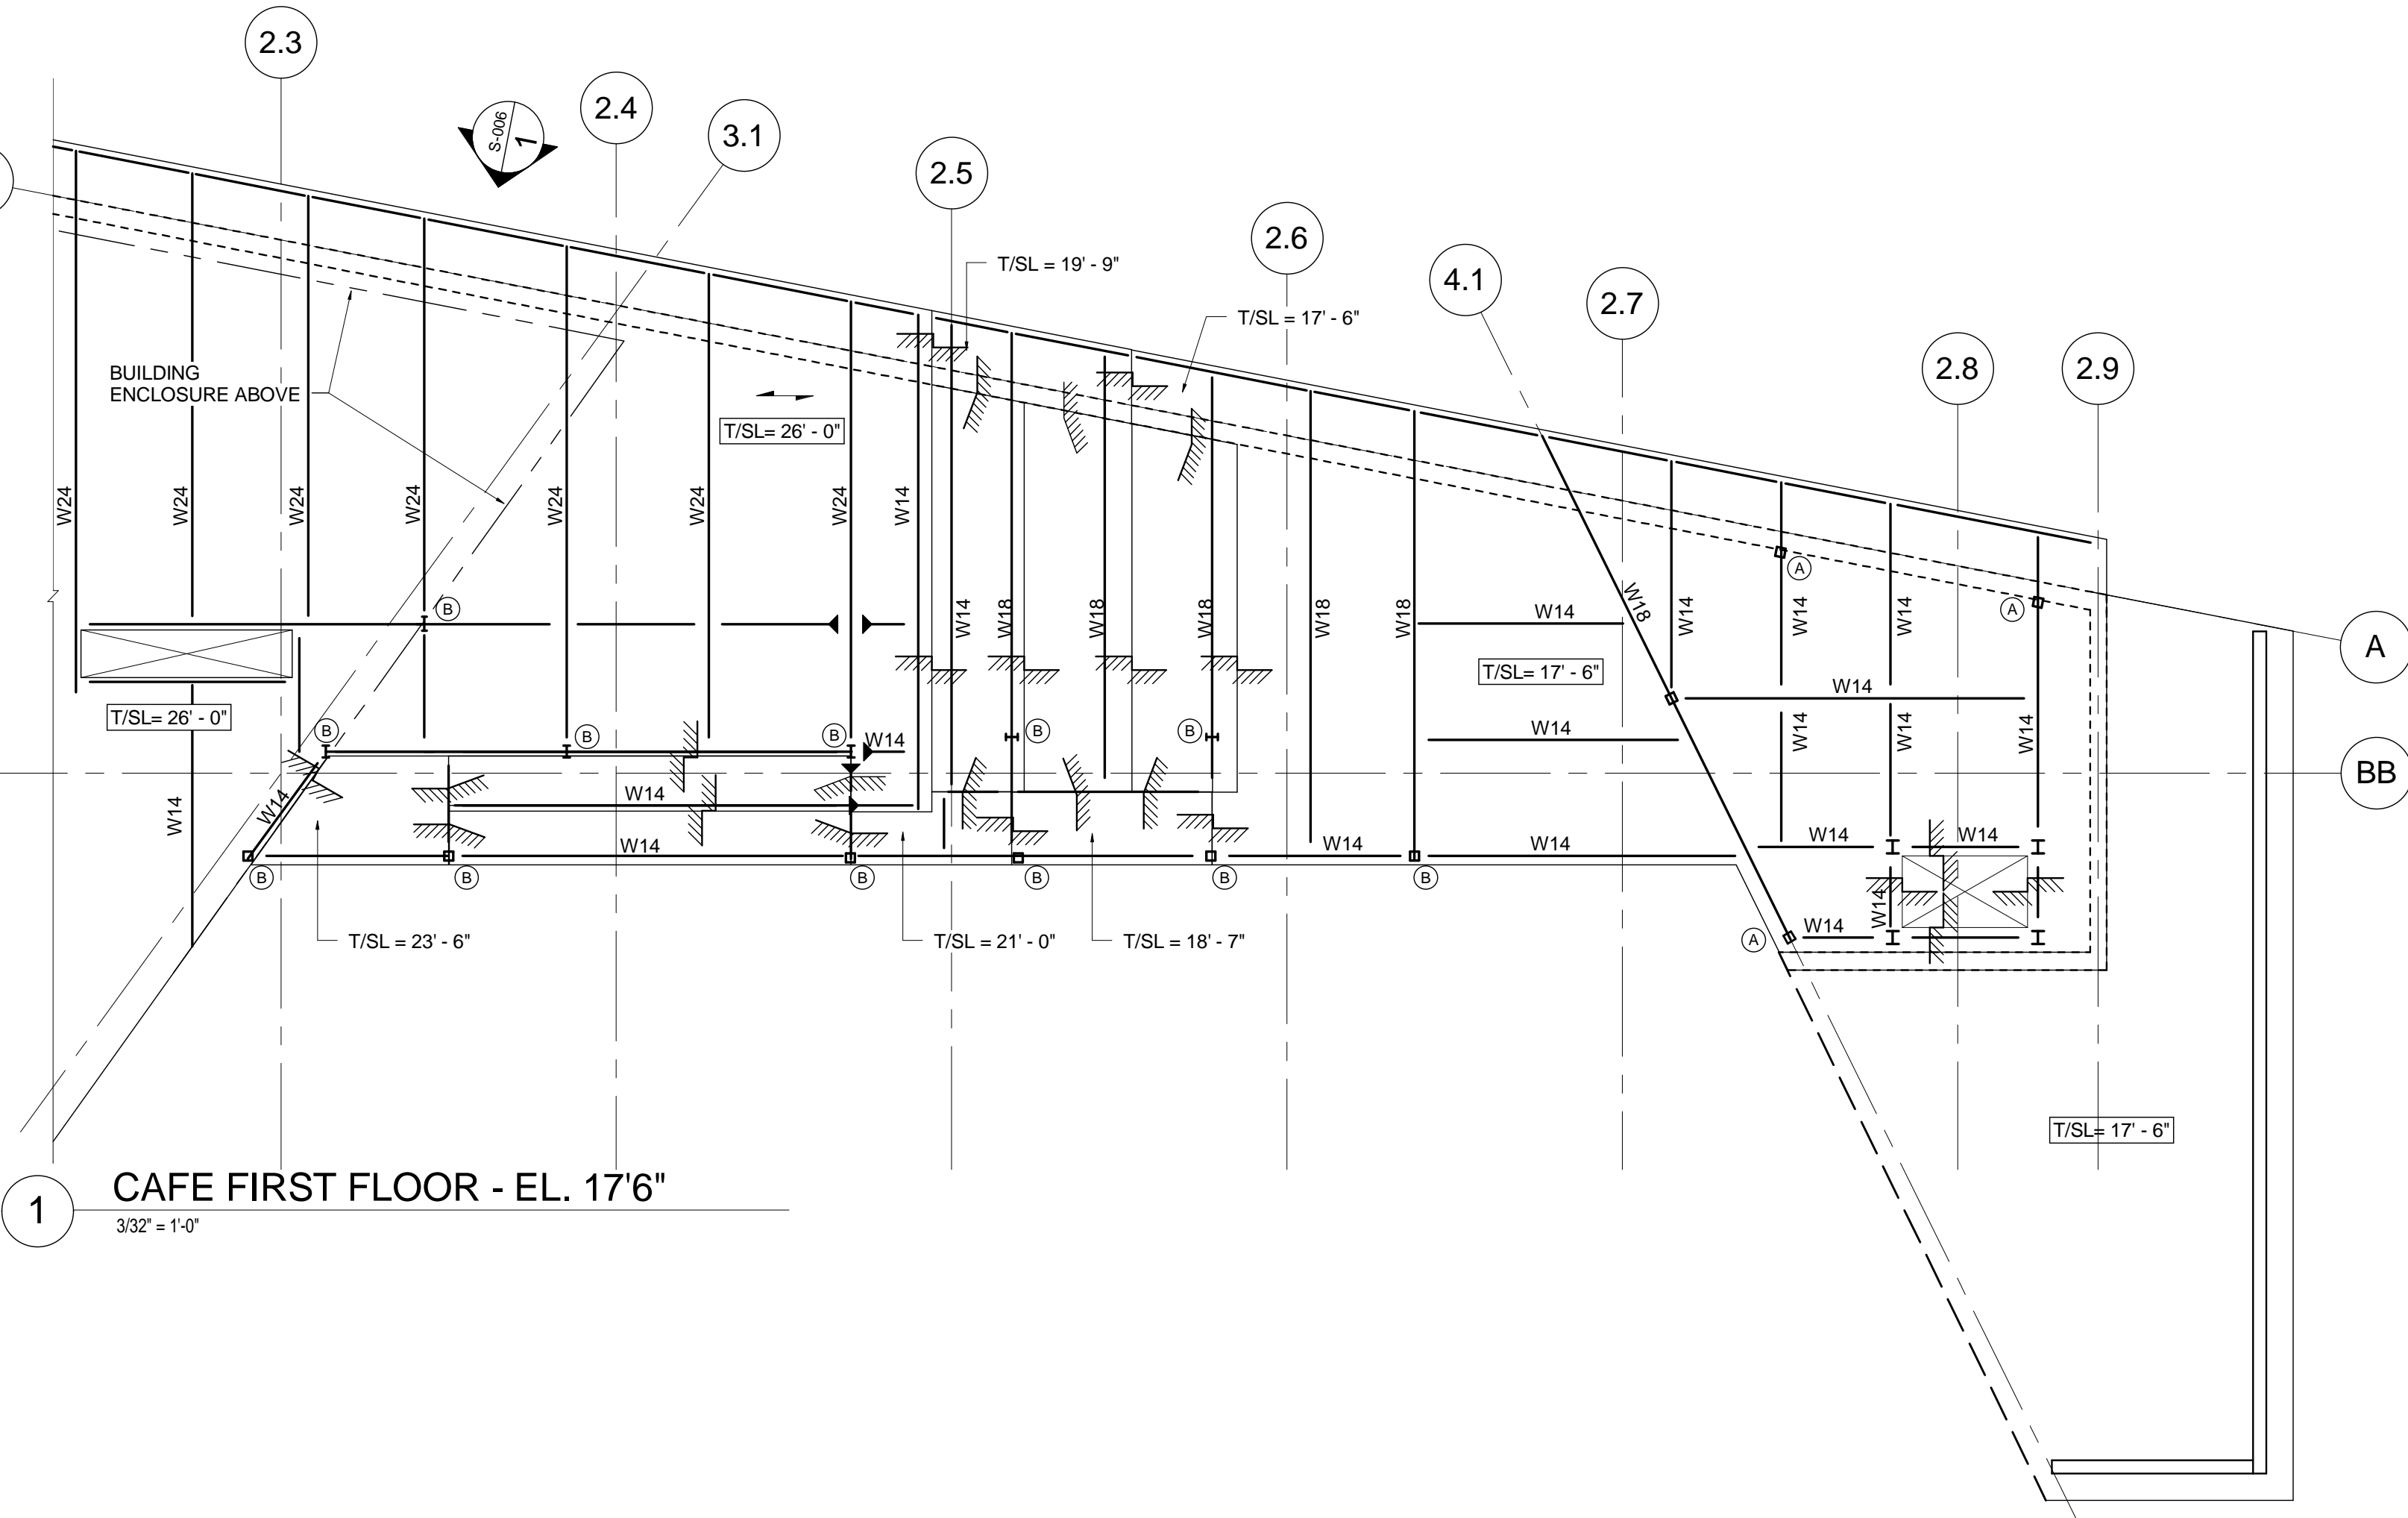 2.3
2.4
3.1
S-006
1
2.5
2.6
4.1
2.7
2.8
2.9
T/SL = 19' - 9"
T/SL = 17' - 6"
BUILDING
ENCLOSURE ABOVE
T/SL= 26' - 0"
W24
W24
W24
W24
W24
W24
W24
W14
W14
W18
W18
W18
W18
W18
W14
W18
W14
W14
W14
A
A
B
A
T/SL= 17' - 6"
W14
T/SL= 26' - 0"
W14
W14
W14
W14
B
B
B
W14
B
B
BB
W14
W14
W14
W14
W14
W14
W14
W14
W14
B
B
B
B
B
B
W14
W14
A
T/SL = 23' - 6"
T/SL = 21' - 0"
T/SL = 18' - 7"
T/SL= 17' - 6"
1
CAFE FIRST FLOOR - EL. 17'6"
3/32" = 1'-0"